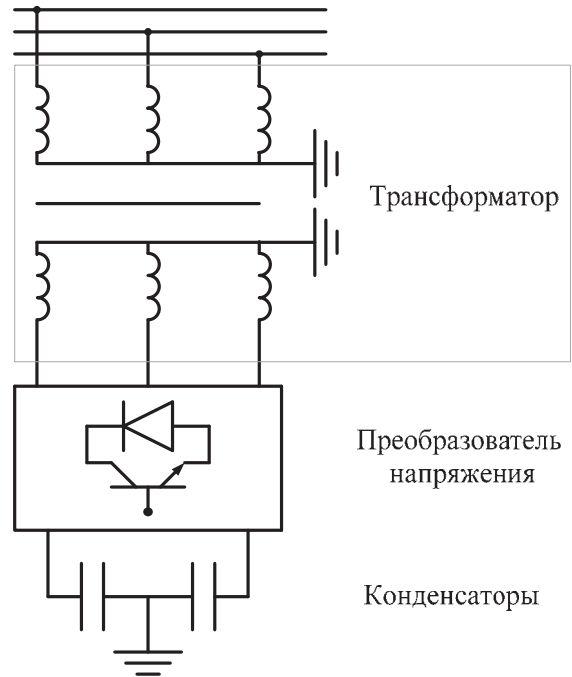 Трансформатор
Преобразователь
напряжения
Конденсаторы